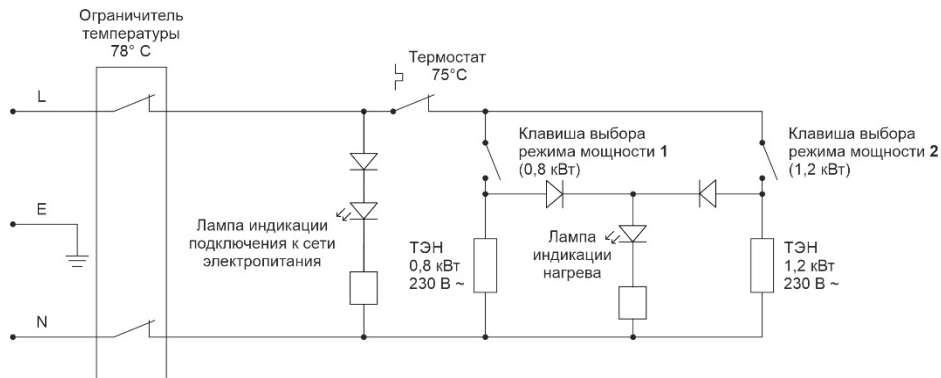 Ограничитель
температуры
78° C
Термостат
75°C
L
Клавиша выбора
режима мощности 1
(0,8 кВт)
Клавиша выбора
режима мощности 2
(1,2 кВт)
E
Лампа индикации
подключения к сети
электропитания
ТЭН
0,8 кВт
230 В ~
Лампа
индикации
нагрева
ТЭН
1,2 кВт
230 В ~
N